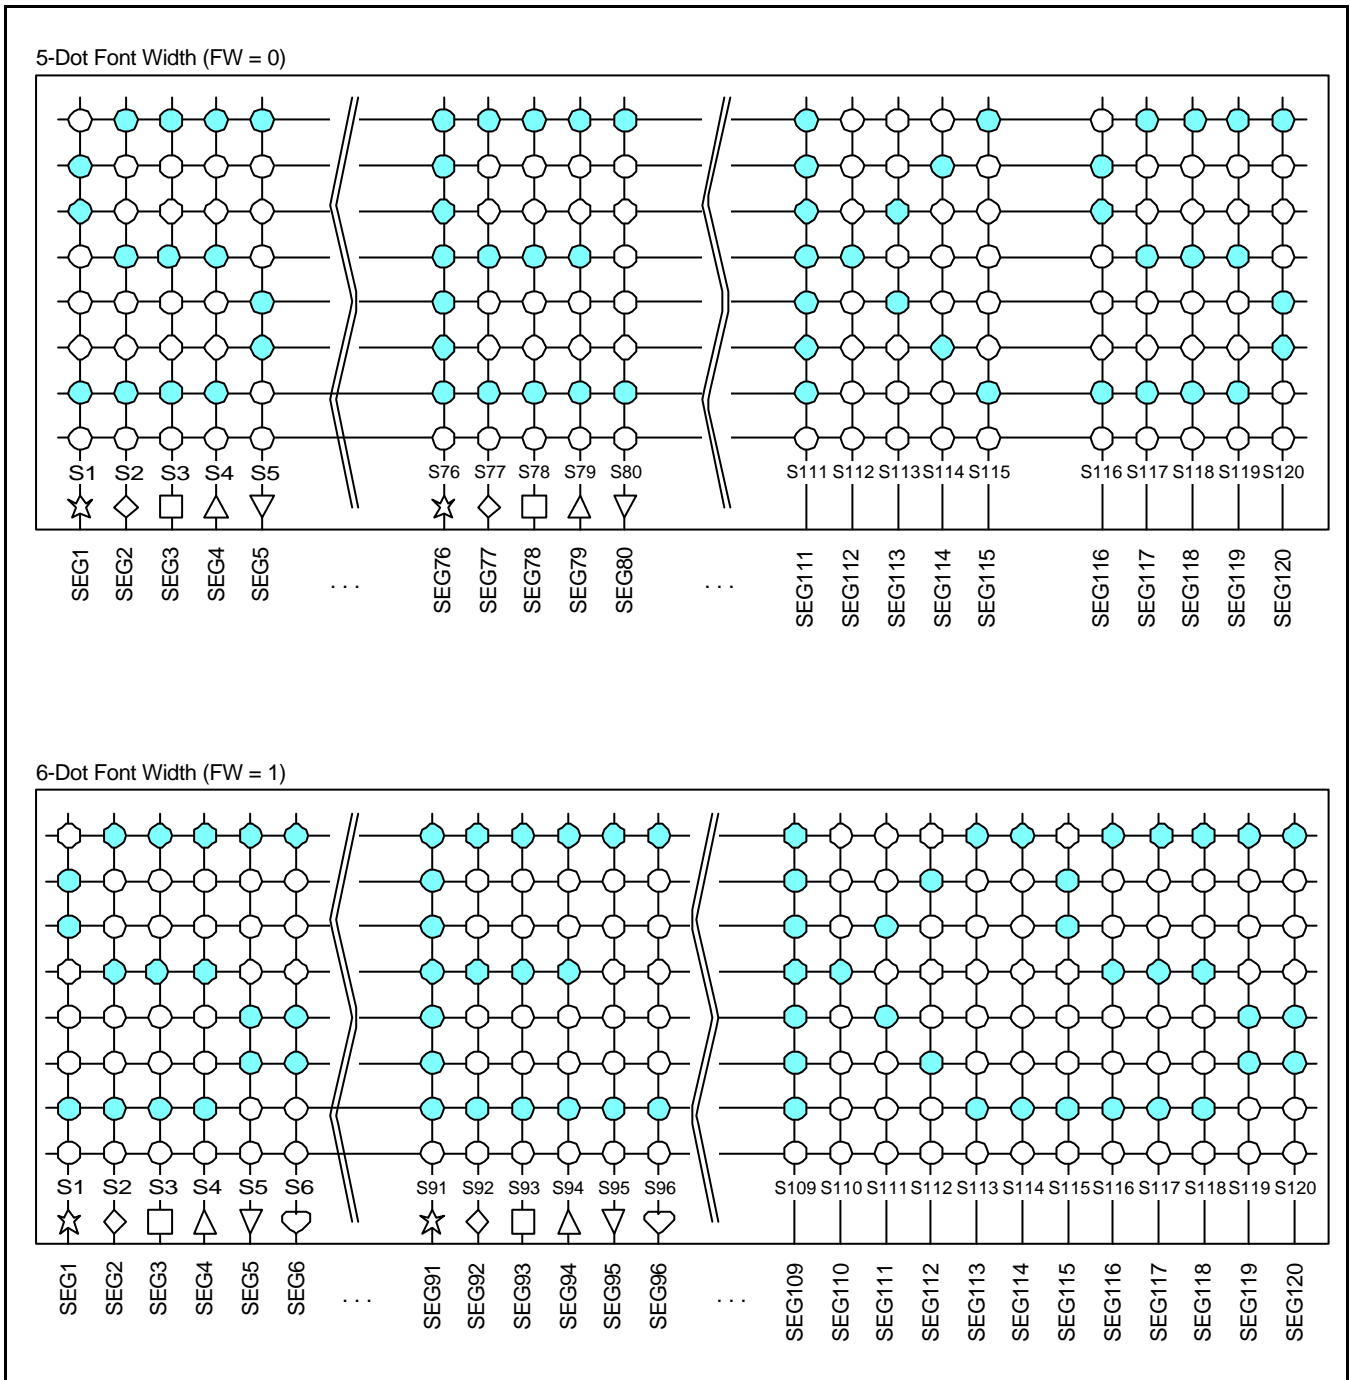 5-Dot Font Width (FW = 0)
S1 S2 S3 S4 S5 S76 S77 S78 S79 S80 S111 S112 S113 S114 S115 S116 S117 S118 S119 S120
SEG1 SEG2 SEG3 SEG4 SEG5 . . . SEG76 SEG77 SEG78 SEG79 SEG80 . . . SEG111 SEG112 SEG113 SEG114 SEG115 SEG116 SEG117 SEG118 SEG119 SEG120
6-Dot Font Width (FW = 1)
S1 S2 S3 S4 S5 S6 S91 S92 S93 S94 S95 S96 S109 S110 S111 S112 S113 S114 S115 S116 S117 S118 S119 S120
SEG1 SEG2 SEG3 SEG4 SEG5 SEG6 . . . SEG91 SEG92 SEG93 SEG94 SEG95 SEG96 . . . SEG109 SEG110 SEG111 SEG112 SEG113 SEG114 SEG115 SEG116 SEG117 SEG118 SEG119 SEG120